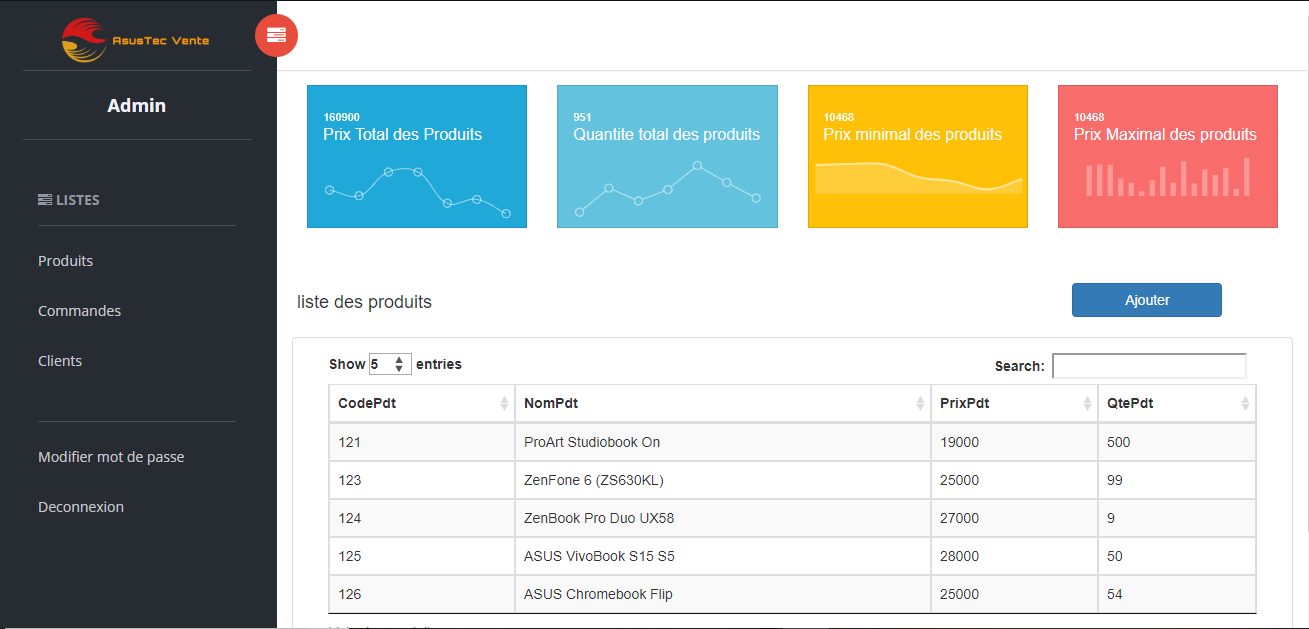 AsusTec Vente
Admin
LISTES
Produits
Commandes
Clients
Modifier mot de passe
Deconnexion
160900
Prix Total des Produits
951
Quantite total des produits
10468
Prix minimal des produits
10468
Prix Maximal des produits
liste des produits
Ajouter
Show 5 entries
Search:
CodePdt NomPdt PrixPdt QtePdt
121 ProArt Studiobook On 19000 500
123 ZenFone 6 (ZS630KL) 25000 99
124 ZenBook Pro Duo UX58 27000 9
125 ASUS VivoBook S15 S5 28000 50
126 ASUS Chromebook Flip 25000 54